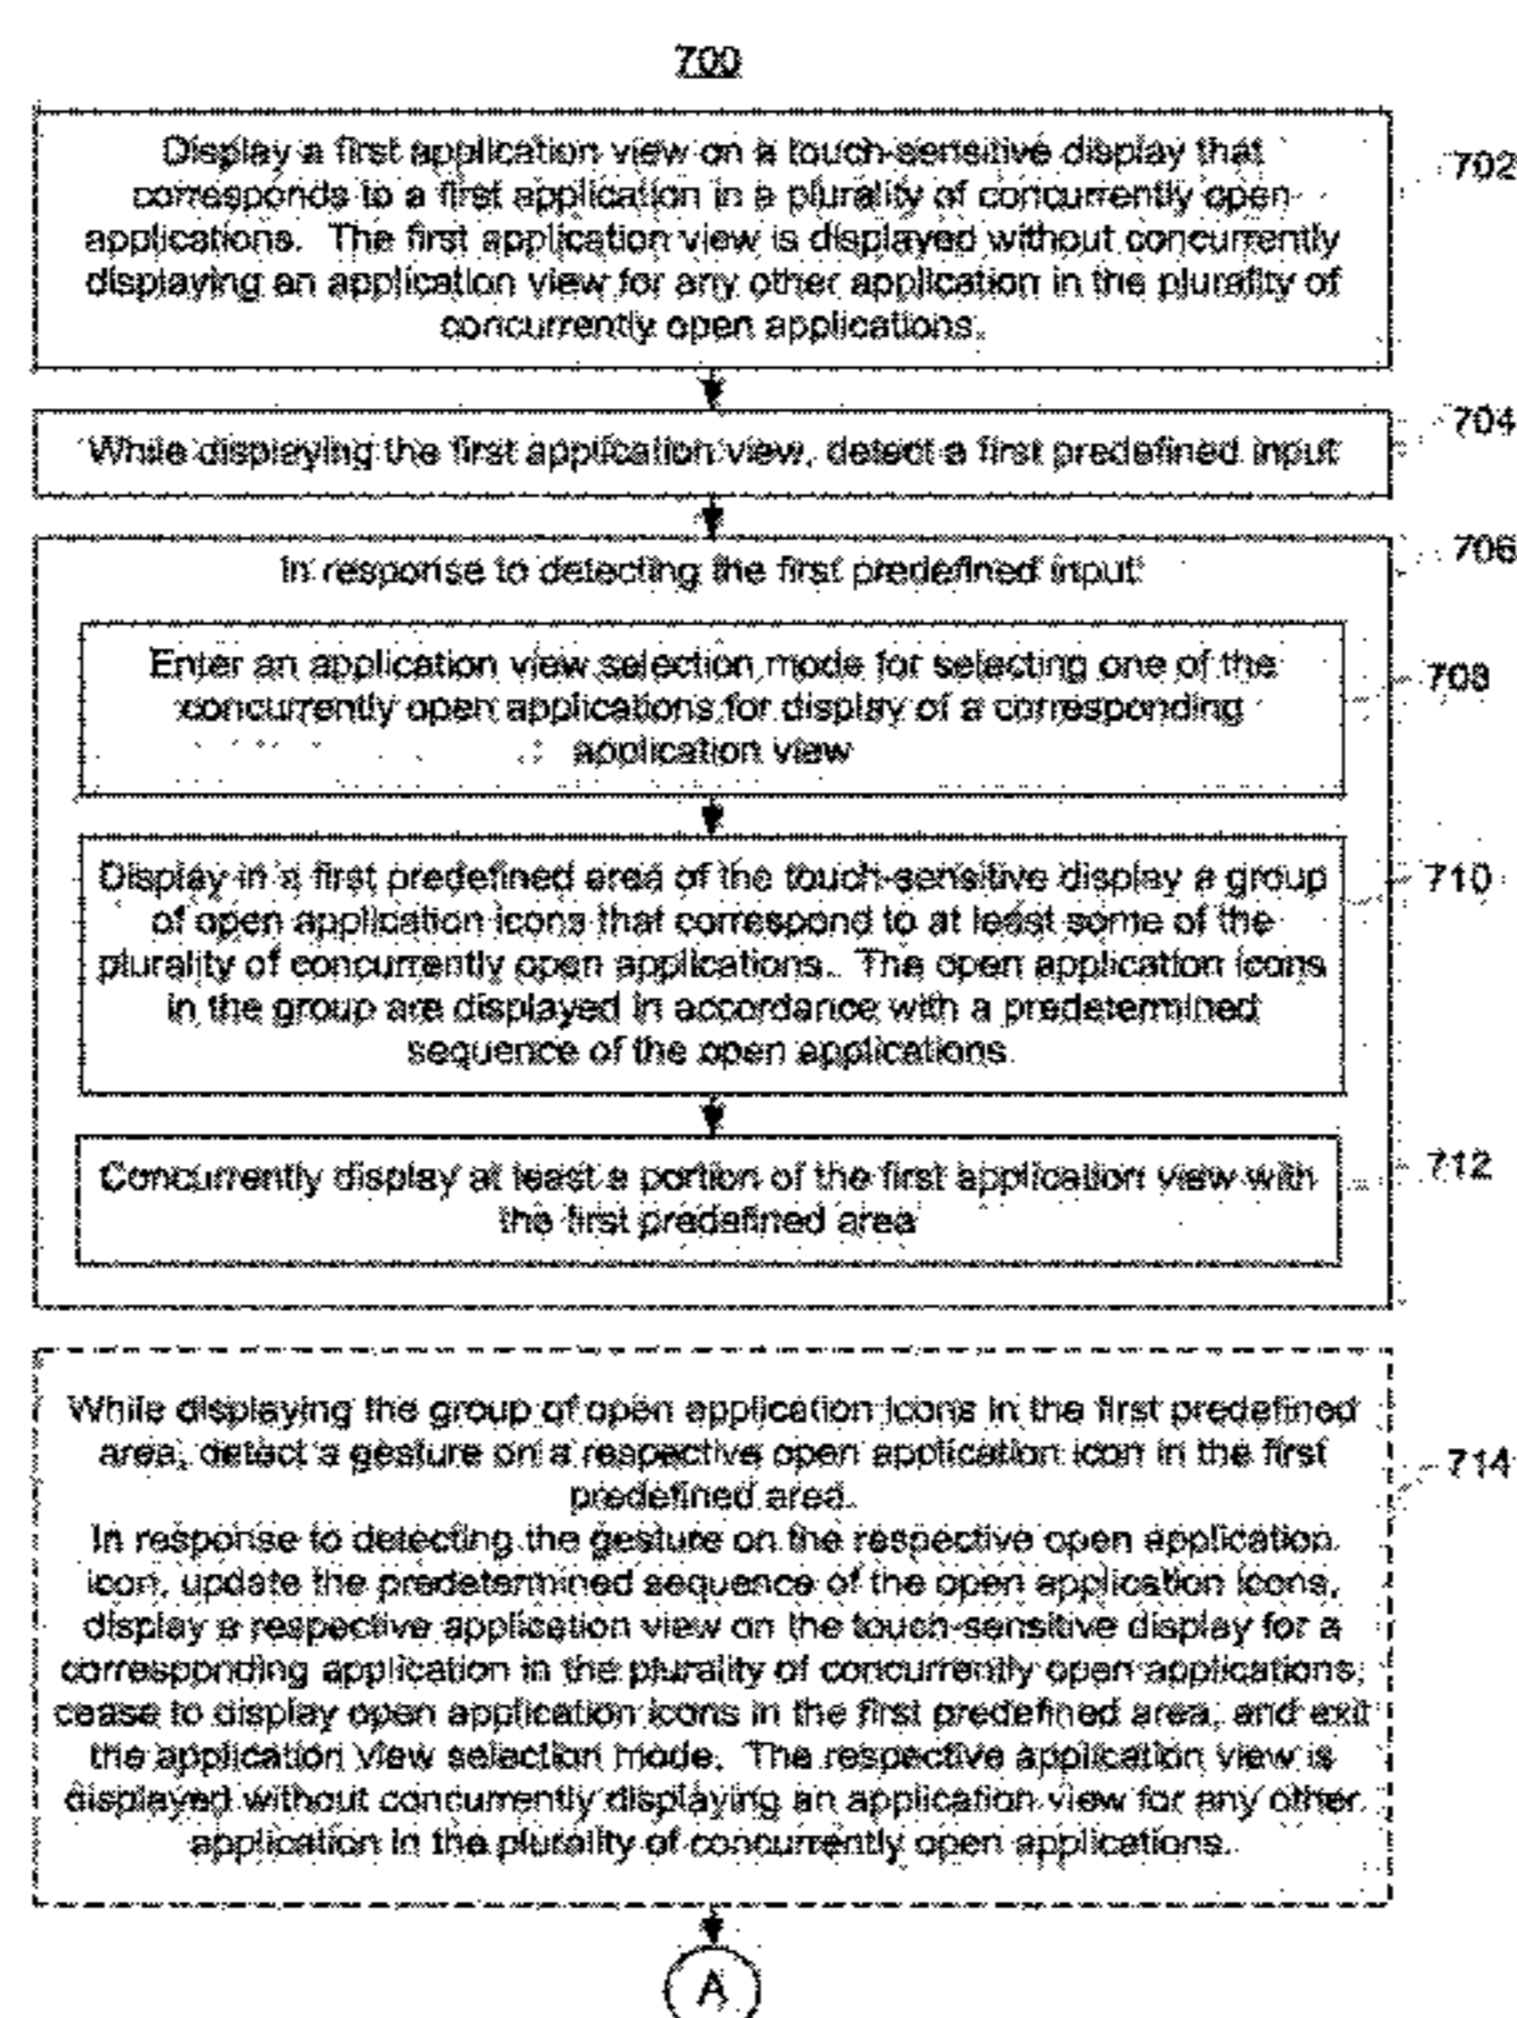 700
Display a first application view on a touch-sensitive display that
corresponds to a first application in a plurality of concurrently open
applications. The first application view is displayed without concurrently
displaying an application view for any other application in the plurality of
concurrently open applications.
702
While displaying the first application view, detect a first predefined input
704
In response to detecting the first predefined input:
706
Enter an application view selection mode for selecting one of the
concurrently open applications for display of a corresponding
application view
708
Display in a first predefined area of the touch-sensitive display a group
of open application icons that correspond to at least some of the
plurality of concurrently open applications. The open application icons
in the group are displayed in accordance with a predetermined
sequence of the open applications.
710
Concurrently display at least a portion of the first application view with
the first predefined area
712
While displaying the group of open application icons in the first predefined
area, detect a gesture on a respective open application icon in the first
predefined area.
In response to detecting the gesture on the respective open application
icon, update the predetermined sequence of the open application icons,
display a respective application view on the touch-sensitive display for a
corresponding application in the plurality of concurrently open applications,
cease to display open application icons in the first predefined area, and exit
the application view selection mode. The respective application view is
displayed without concurrently displaying an application view for any other
application in the plurality of concurrently open applications.
714
A